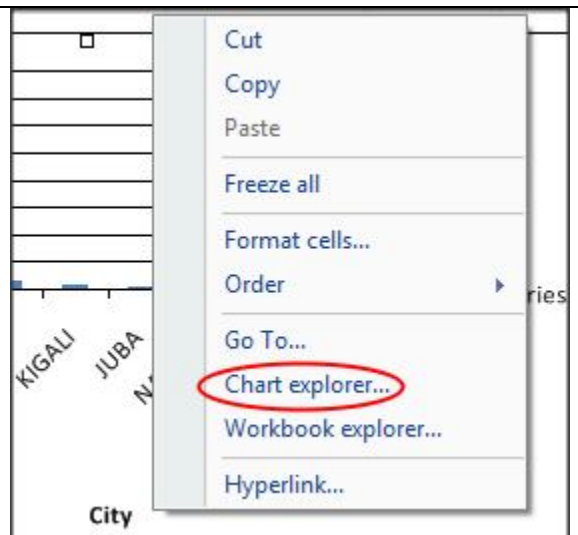 Cut
Copy
Paste
Freeze all
Format cells...
Order
Go To...
Chart explorer...
Workbook explorer...
Hyperlink...
ries
KIGALI
JUBA
City